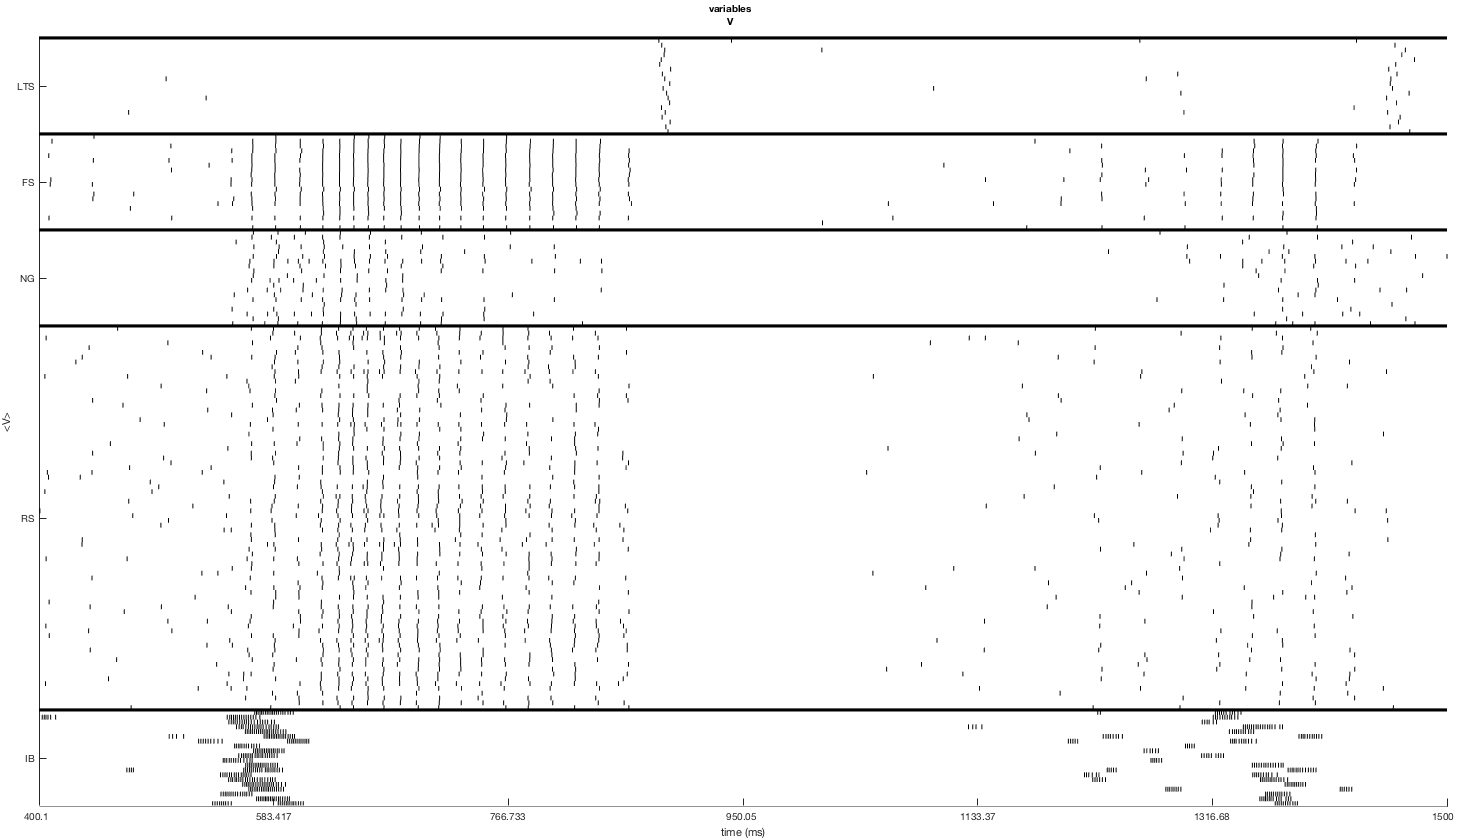 variables
V
LTS
FS
NG
RS
IB
<V>
400.1 583.417 766.733 950.05 1133.37 1316.68 1500
time (ms)